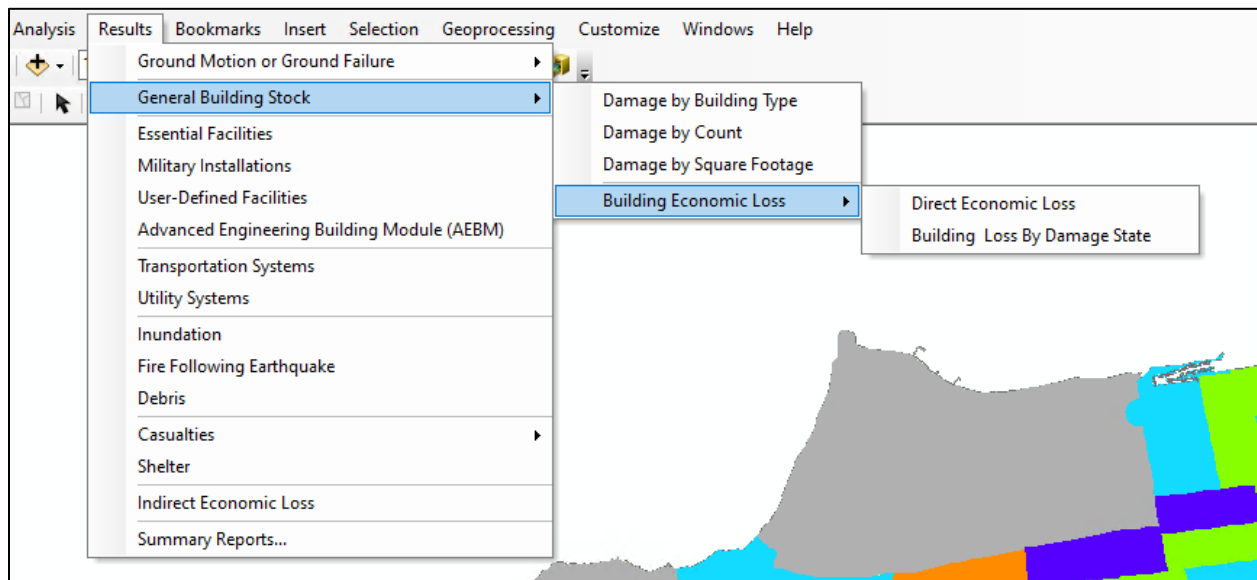 Analysis Results Bookmarks Insert Selection Geoprocessing Customize Windows Help
Ground Motion or Ground Failure
General Building Stock
Essential Facilities
Military Installations
User-Defined Facilities
Advanced Engineering Building Module (AEBM)
Transportation Systems
Utility Systems
Inundation
Fire Following Earthquake
Debris
Casualties
Shelter
Indirect Economic Loss
Summary Reports...
Damage by Building Type
Damage by Count
Damage by Square Footage
Building Economic Loss
Direct Economic Loss
Building  Loss By Damage State